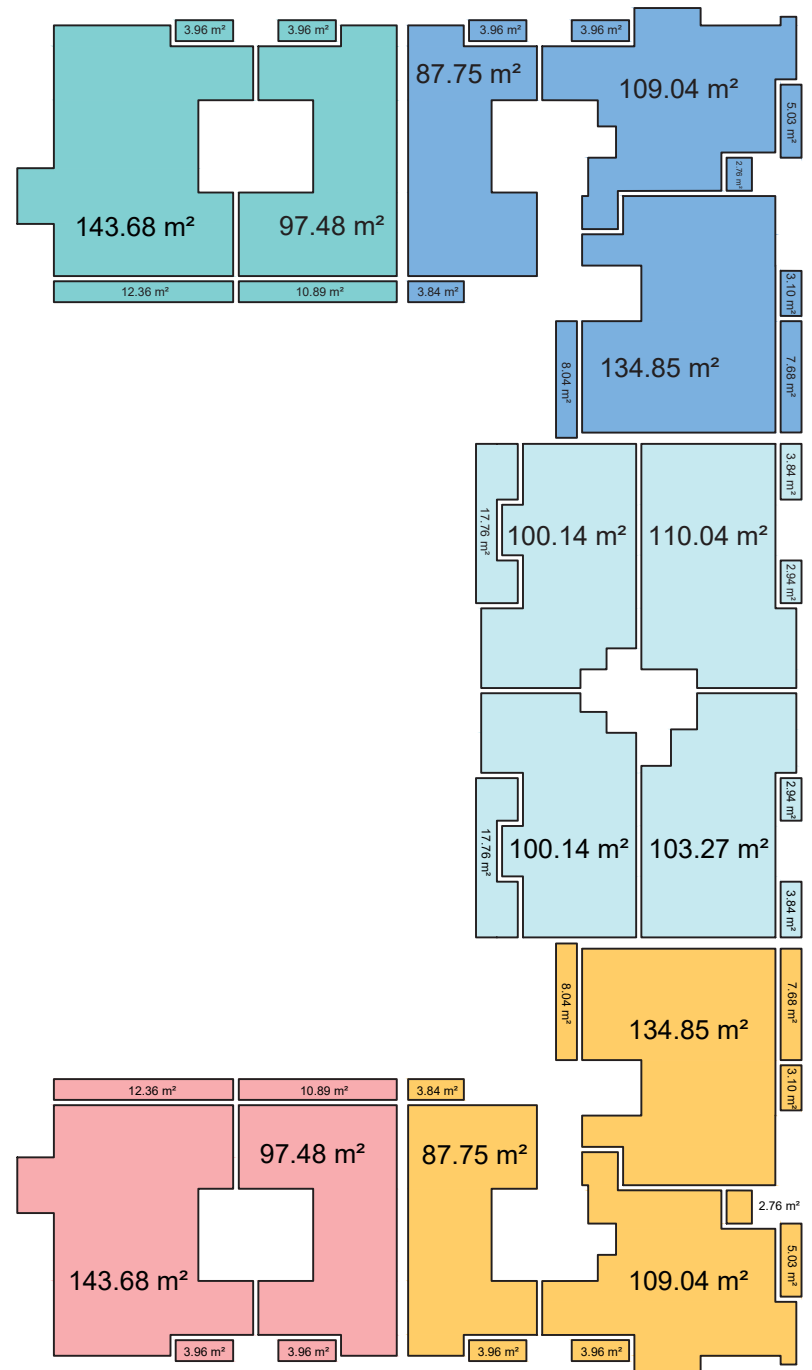 3.96 m²
3.96 m²
3.96 m²
3.96 m²
87.75 m²
109.04 m²
5.03 m²
2.76 m²
143.68 m²
97.48 m²
12.36 m²
10.89 m²
3.84 m²
3.10 m²
134.85 m²
8.04 m²
7.68 m²
3.84 m²
17.76 m²
100.14 m²
110.04 m²
2.94 m²
2.94 m²
17.76 m²
100.14 m²
103.27 m²
3.84 m²
8.04 m²
7.68 m²
134.85 m²
3.10 m²
12.36 m²
10.89 m²
3.84 m²
97.48 m²
87.75 m²
2.76 m²
5.03 m²
143.68 m²
109.04 m²
3.96 m²
3.96 m²
3.96 m²
3.96 m²